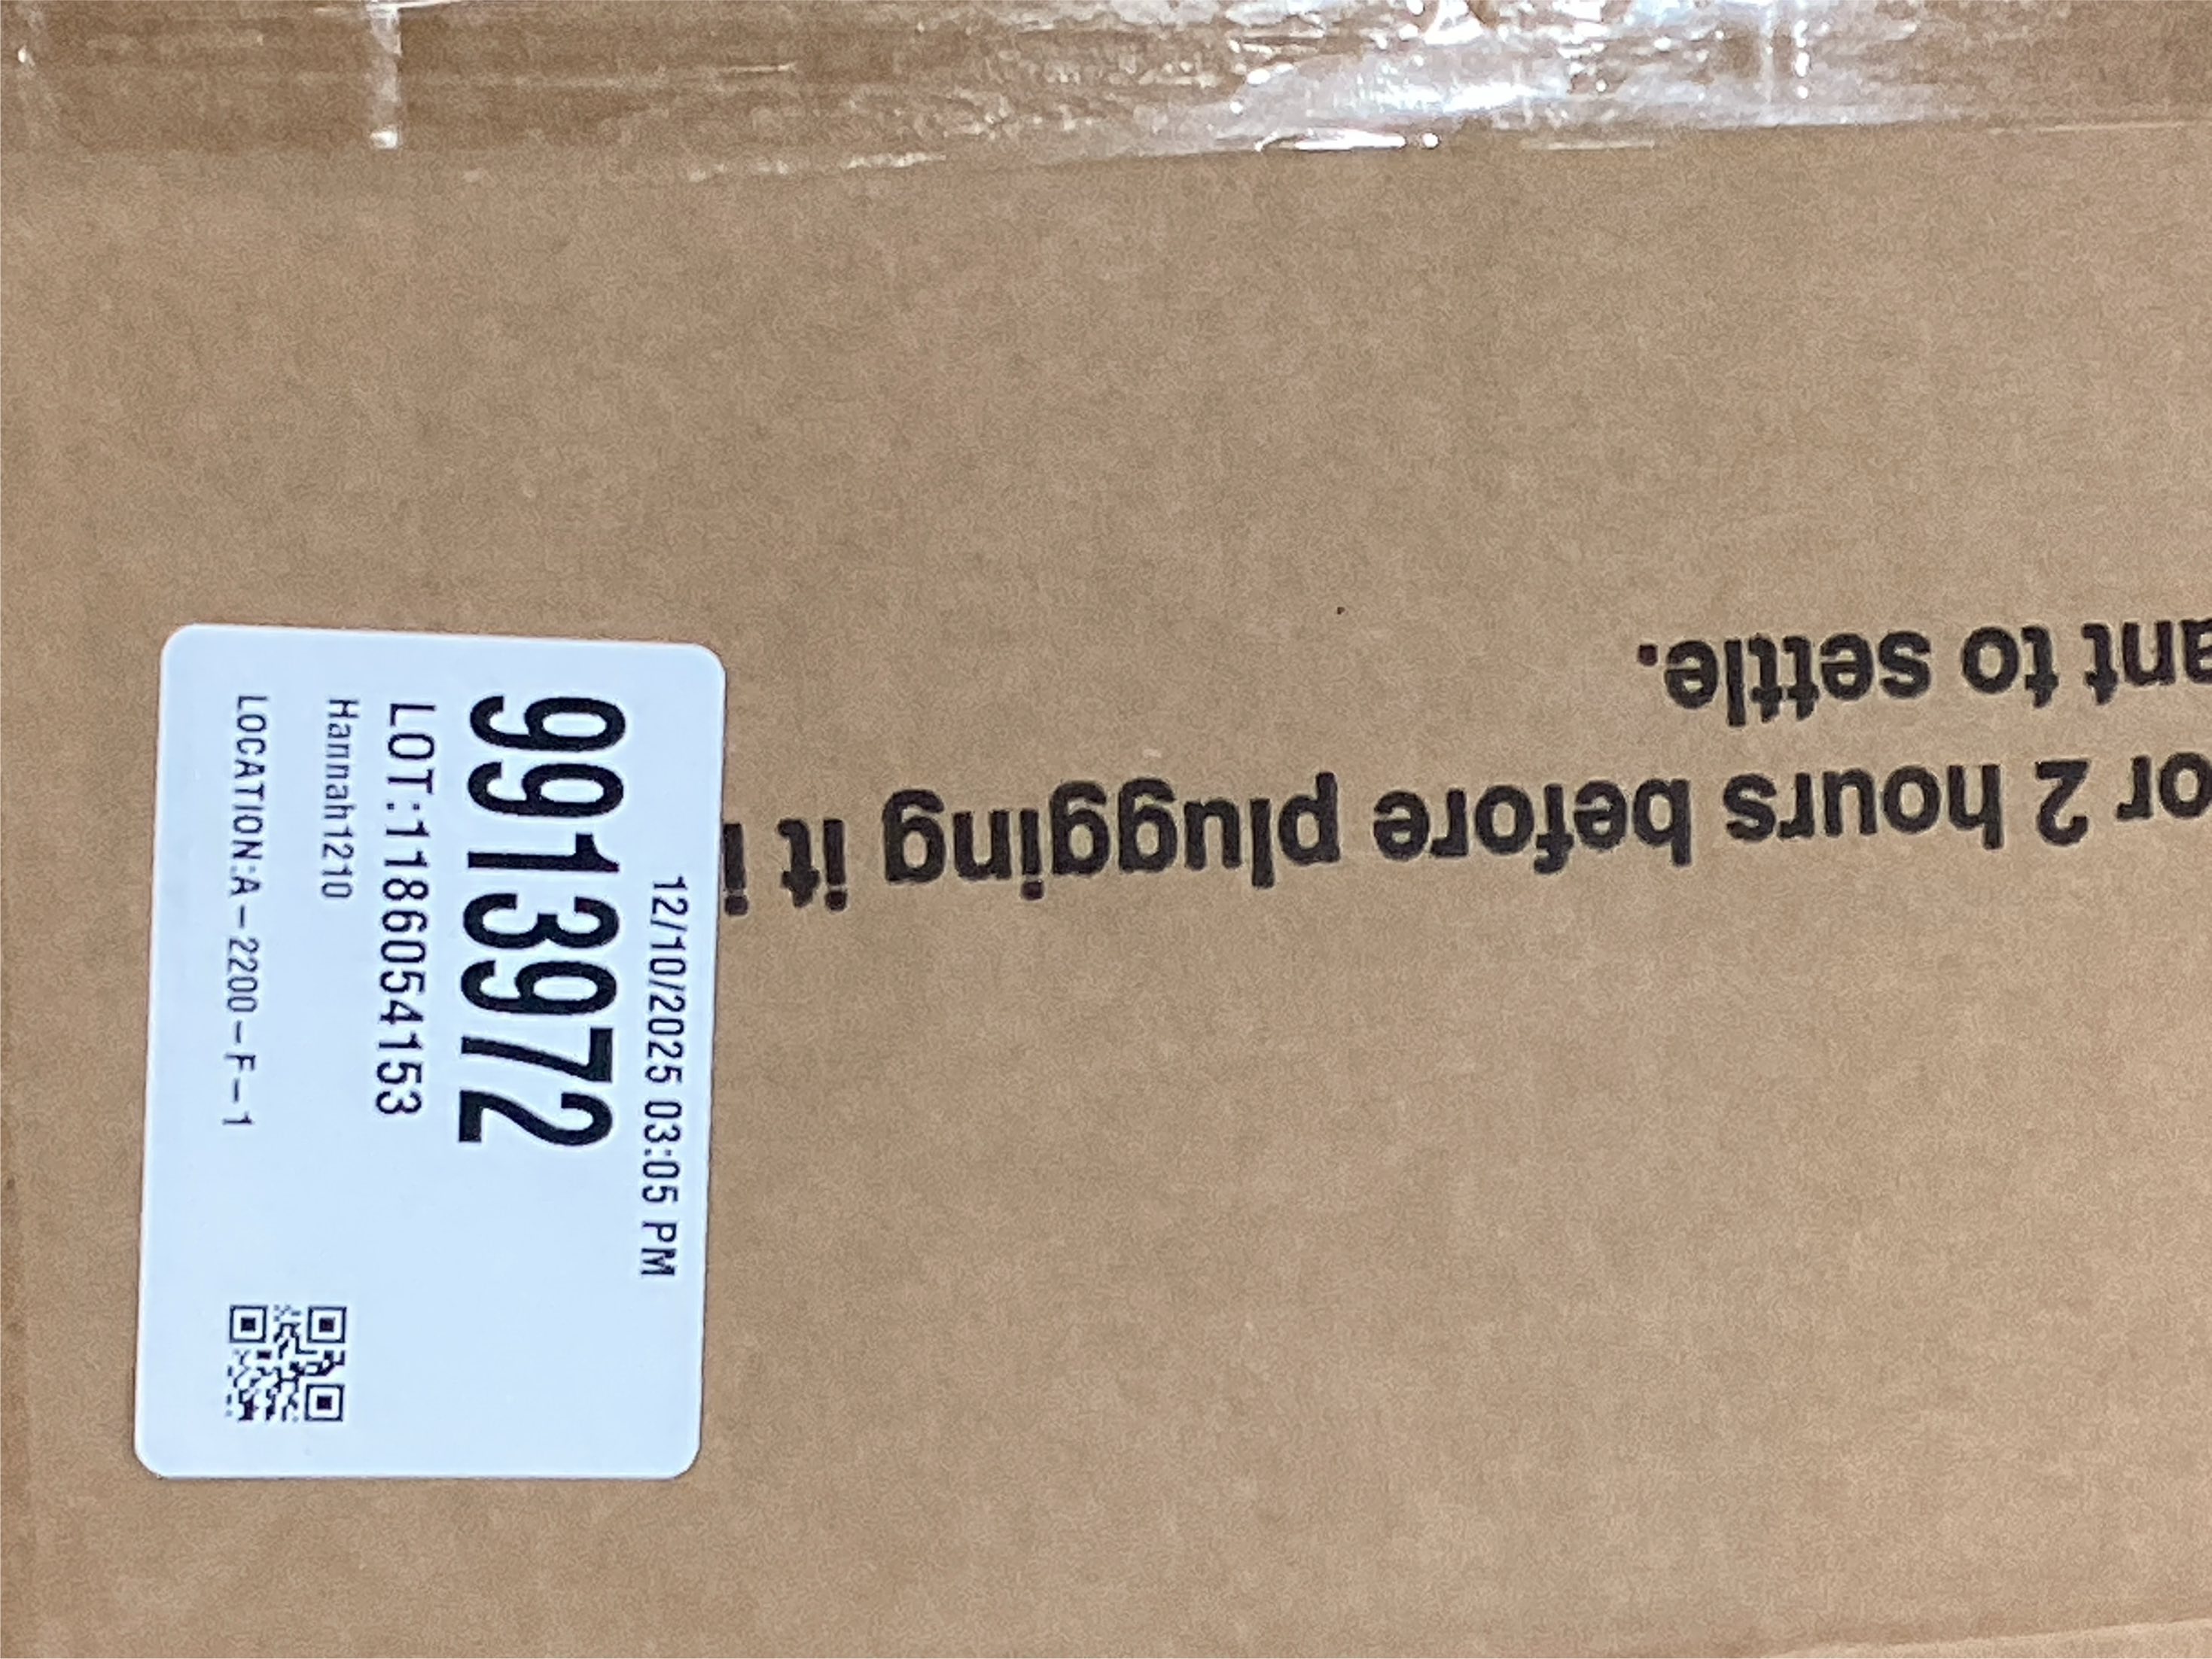 12/10/2025 03:05 PM
9913972
LOT:1186054153
Hannah1210
LOCATION:A-2200-F-1
or 2 hours before plugging it i
ant to settle.